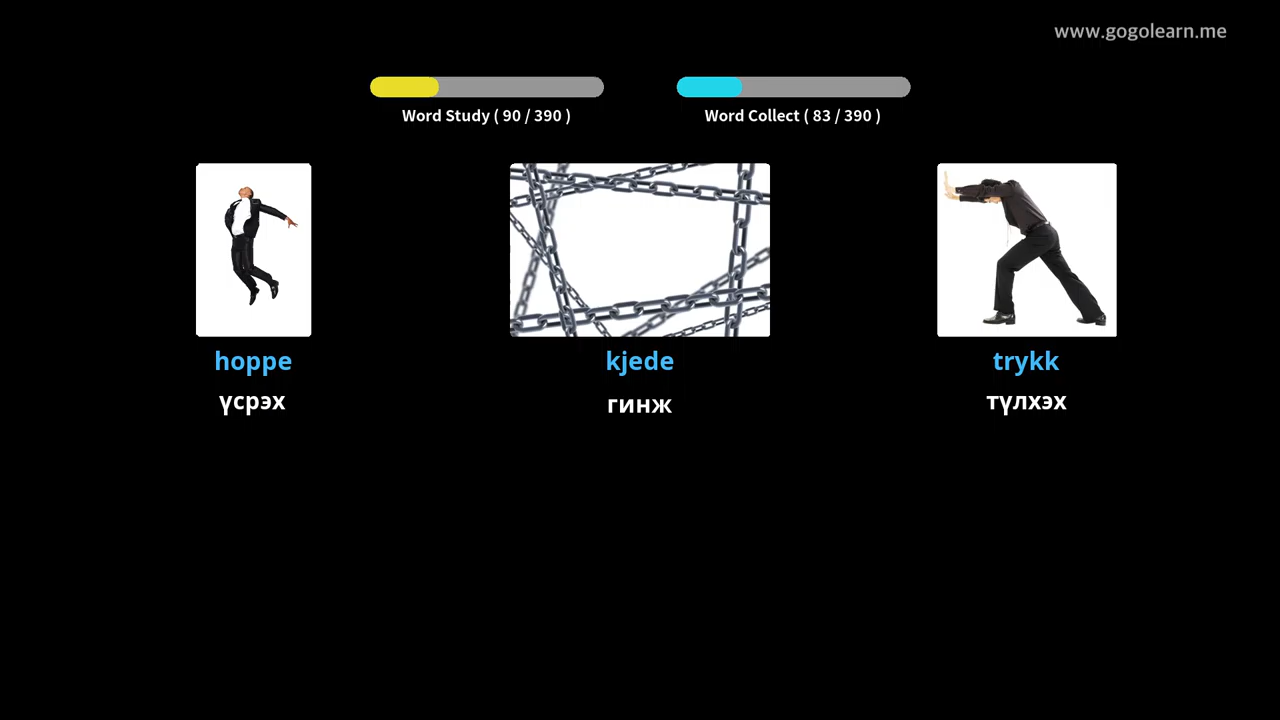 www.gogolearn.me
Word Study ( 90 / 390 )
Word Collect ( 83 / 390 )
hoppe
kjede
trykk
үсрэх
гинж
түлхэх